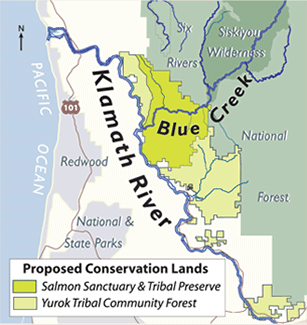 N
Six
Rivers
Siskiyou
Wilderness
PACIFIC
OCEAN
Klamath River
Blue Creek
101
Redwood
National &
State Parks
National
Forest
Proposed Conservation Lands
Salmon Sanctuary & Tribal Preserve
Yurok Tribal Community Forest